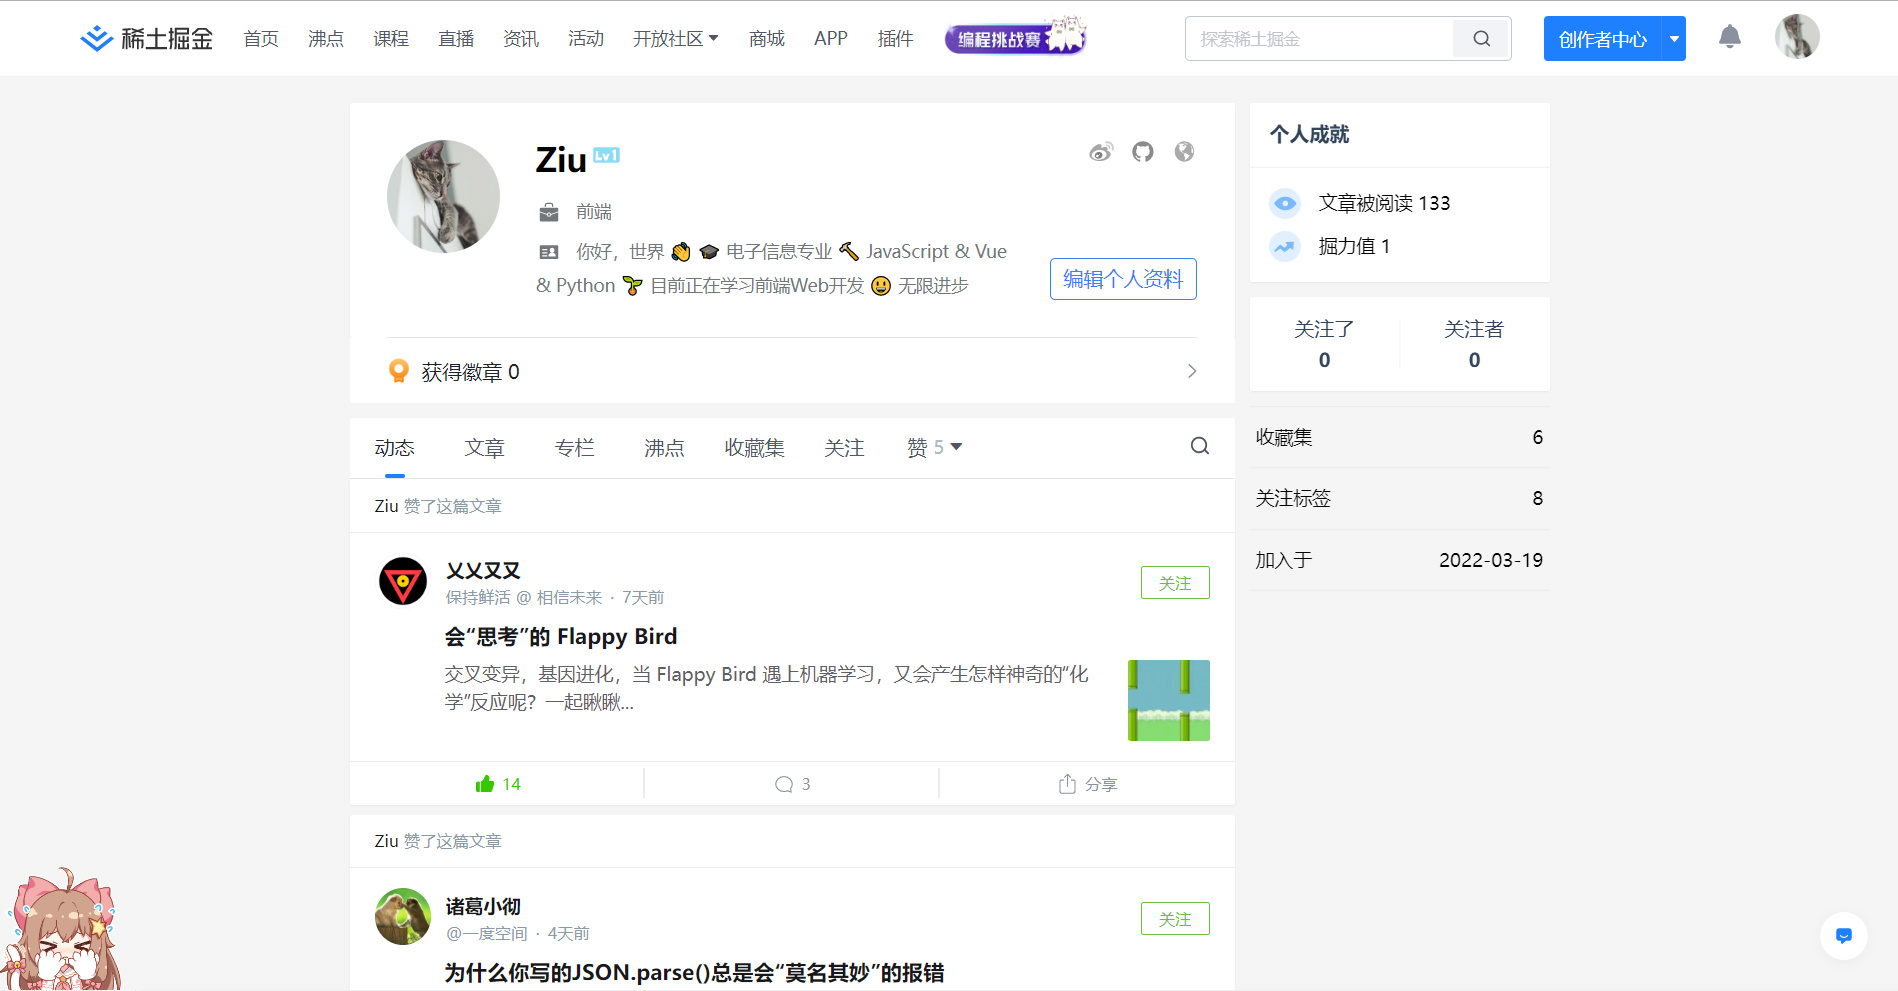 稀土掘金
首页
沸点
课程
直播
资讯
活动
开放社区
商城
APP
插件
编程挑战赛
探索稀土掘金
创作者中心
Ziu Lv1
前端
你好，世界 👏 🎓 电子信息专业 🔨 JavaScript & Vue
& Python 🌱 目前正在学习前端Web开发 😃 无限进步
编辑个人资料
获得徽章 0
个人成就
文章被阅读 133
掘力值 1
关注了
0
关注者
0
收藏集 6
关注标签 8
加入于 2022-03-19
动态
文章
专栏
沸点
收藏集
关注
赞 5
Ziu 赞了这篇文章
乂乂又又
保持鲜活 @ 相信未来 · 7天前
关注
会“思考”的 Flappy Bird
交叉变异，基因进化，当 Flappy Bird 遇上机器学习，又会产生怎样神奇的“化
学”反应呢？一起瞅瞅...
14
3
分享
Ziu 赞了这篇文章
诸葛小彻
@一度空间 · 4天前
关注
为什么你写的JSON.parse()总是会“莫名其妙”的报错